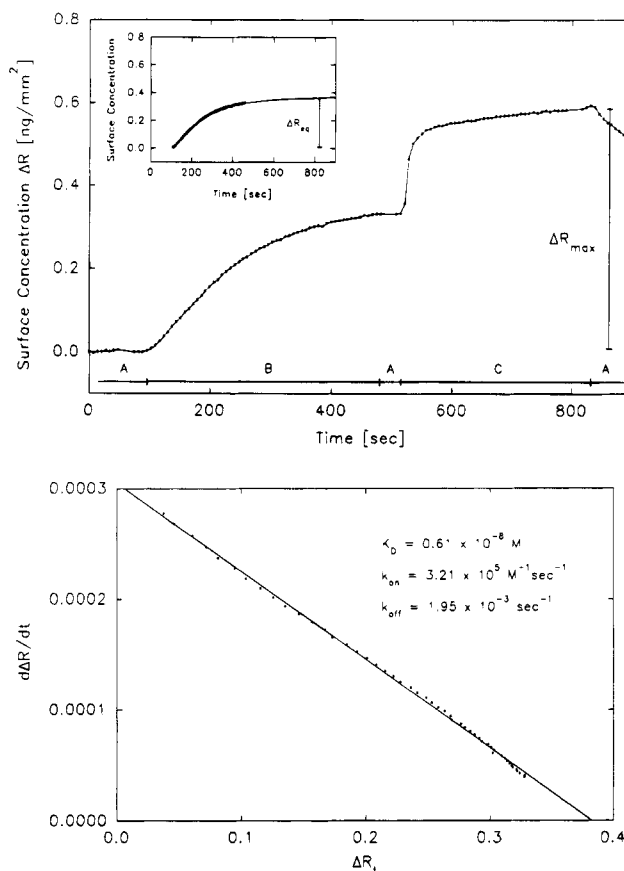 Surface Concentration ΔR [ng/mm²]
0.8
0.6
0.4
0.2
0.0
Surface Concentration
0.8
0.6
0.4
0.2
0.0
ΔR_eq
0 200 400 600 800
Time [sec]
ΔR_max
A B A C A
0 200 400 600 800
Time [sec]
dΔR/dt
0.0003
0.0002
0.0001
0.0000
K_D = 0.61 x 10⁻⁸ M
k_on = 3.21 x 10⁵ M⁻¹sec⁻¹
k_off = 1.95 x 10⁻³ sec⁻¹
0.0 0.1 0.2 0.3 0.4
ΔR